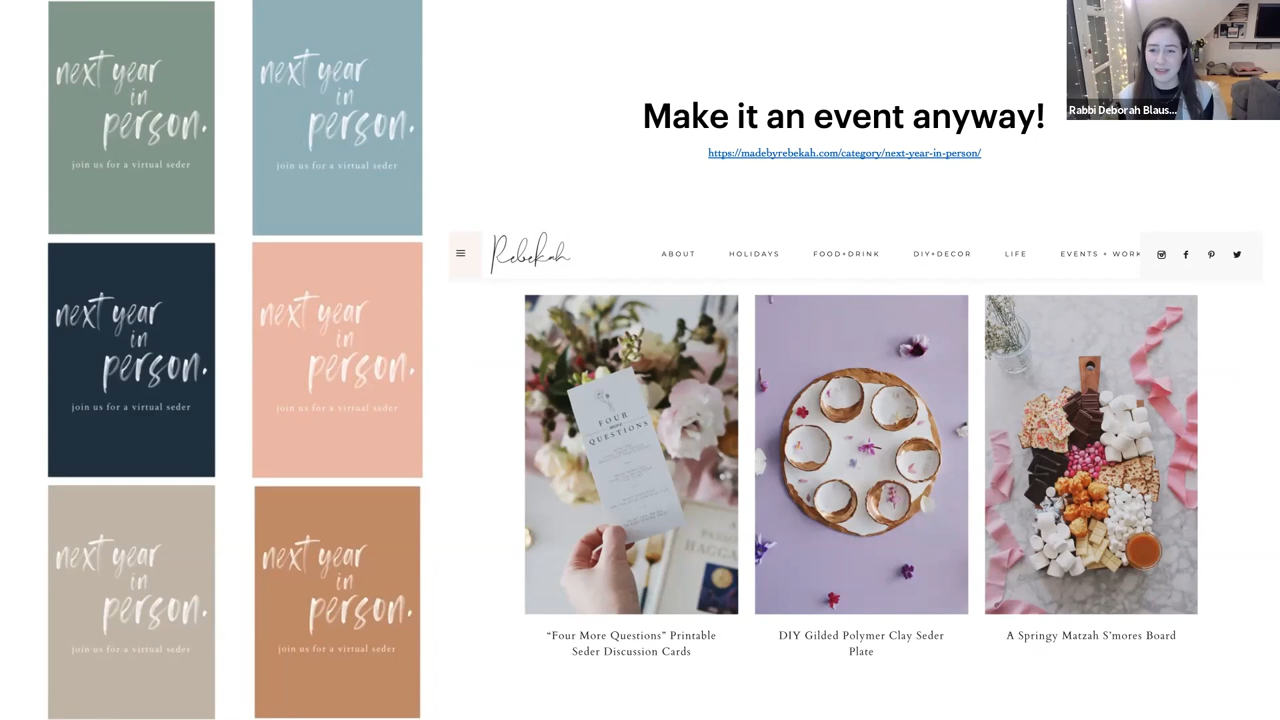 next year
in
person.
join us for a virtual seder
next year
in
person.
join us for a virtual seder
next year
in
person.
join us for a virtual seder
next year
in
person.
join us for a virtual seder
next year
in
person.
join us for a virtual seder
next year
in
person.
join us for a virtual seder
Make it an event anyway!
https://madebyrebekah.com/category/next-year-in-person/
Rabbi Deborah Blaus...
Rebekah
ABOUT HOLIDAYS FOOD+DRINK DIY+DECOR LIFE EVENTS + WORK
FOUR
QUESTIONS
"Four More Questions" Printable
Seder Discussion Cards
DIY Gilded Polymer Clay Seder
Plate
A Springy Matzah S'mores Board